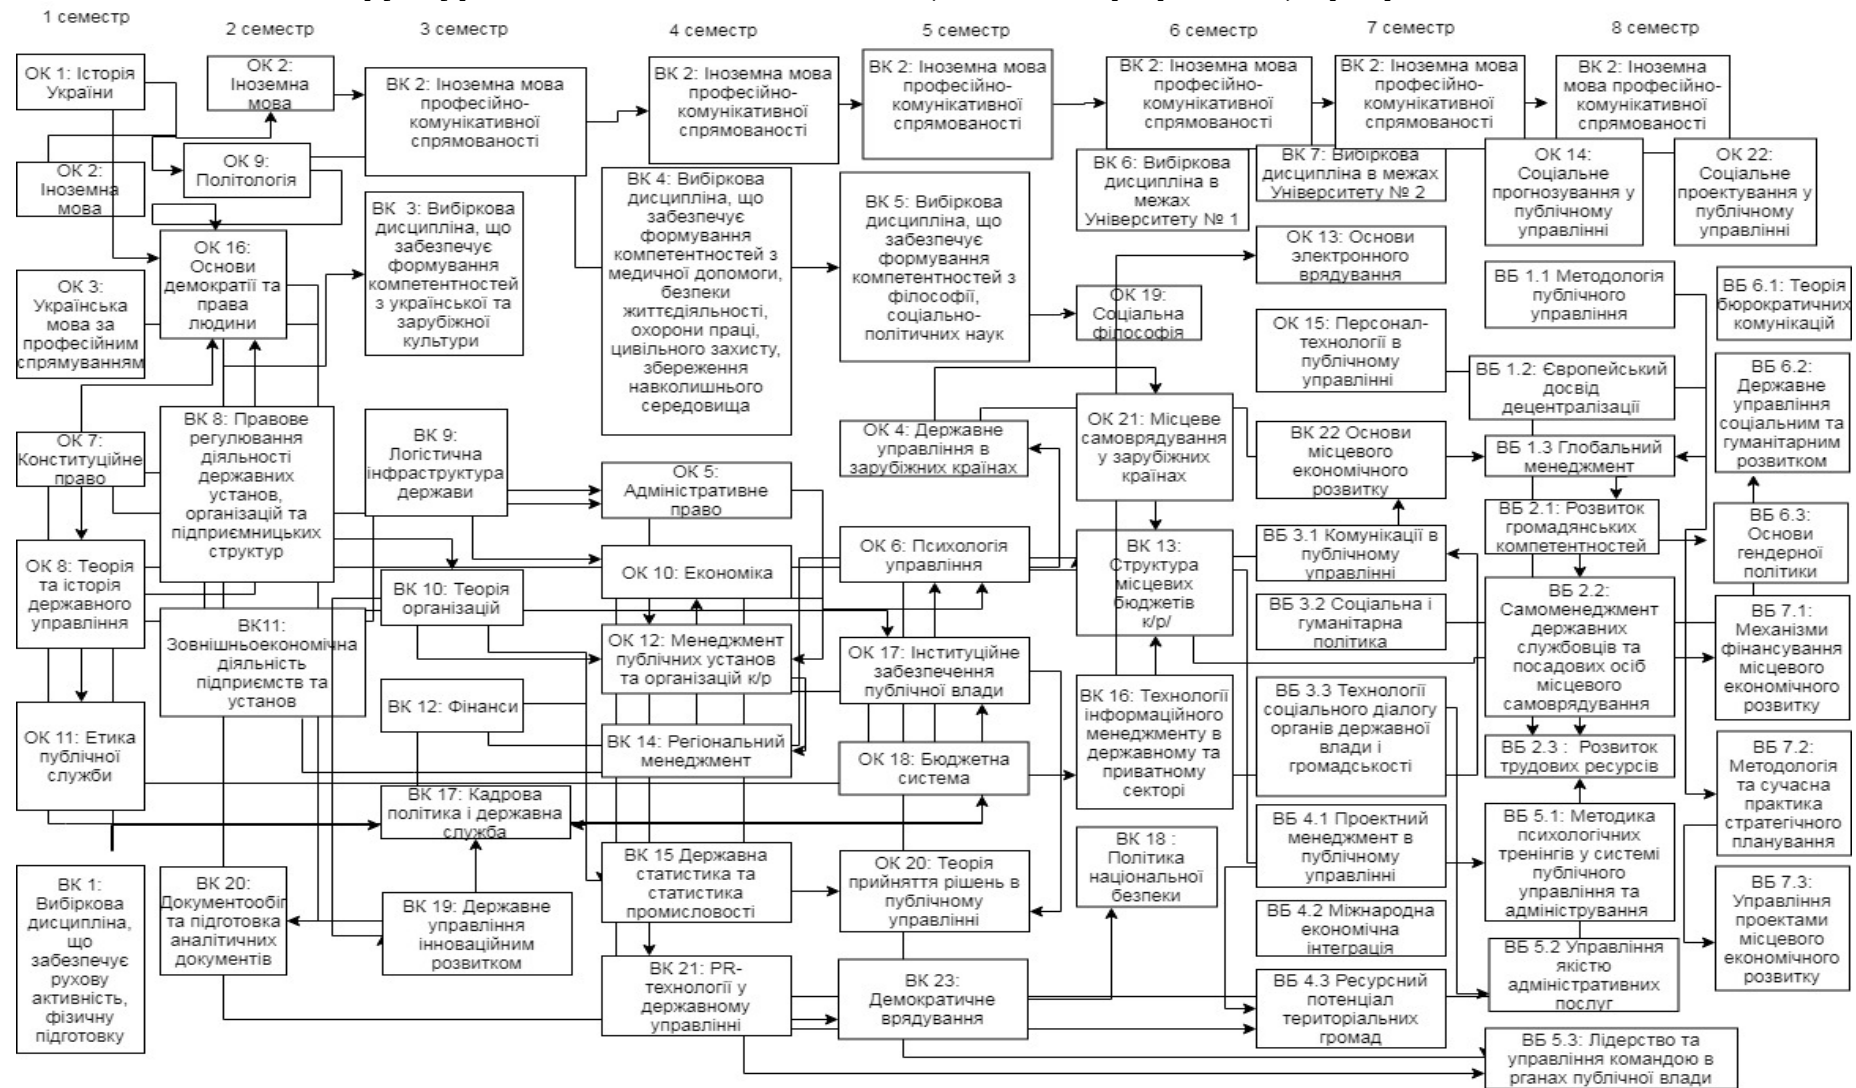 1 семестр
ОК 1: Історія
України
ОК 2:
Іноземна
мова
ОК 3:
Українська
мова за
професійним
спрямуванням
ОК 7:
Конституційне
право
ОК 8: Теорія
та історія
державного
управління
ОК 11: Етика
публічної
служби
ВК 1:
Вибіркова
дисципліна,
що
забезпечує
рухову
активність,
фізичну
підготовку
2 семестр
ОК 2:
Іноземна
мова
ОК 9:
Політологія
ОК 16:
Основи
демократії та
права
людини
ВК 8: Правове
регулювання
діяльності
державних
установ,
організацій та
підприємницьких
структур
ВК11:
Зовнішньоекономічна
діяльність
підприємств та
установ
ВК 20:
Документообіг
та підготовка
аналітичних
документів
3 семестр
ВК 2: Іноземна мова
професійно-
комунікативної
спрямованості
ВК 3: Вибіркова
дисципліна, що
забезпечує
формування
компетентностей
з української та
зарубіжної
культури
ВК 9:
Логістична
інфраструктура
держави
ВК 10: Теорія
організацій
ВК 12: Фінанси
ВК 17: Кадрова
політика і державна
служба
ВК 19: Державне
управління
інноваційним
розвитком
4 семестр
ВК 2: Іноземна мова
професійно-
комунікативної
спрямованості
ВК 4: Вибіркова
дисципліна, що
забезпечує
формування
компетентностей з
медичної допомоги,
безпеки
життєдіяльності,
охорони праці,
цивільного захисту,
збереження
навколишнього
середовища
ОК 5:
Адміністративне
право
ОК 10: Економіка
ОК 12: Менеджмент
публічних установ
та організацій к/р
ВК 14: Регіональний
менеджмент
ВК 15 Державна
статистика та
статистика
промисловості
ВК 21: PR-
технології у
державному
управлінні
5 семестр
ВК 2: Іноземна мова
професійно-
комунікативної
спрямованості
ВК 5: Вибіркова
дисципліна, що
забезпечує
формування
компетентностей з
філософії,
соціально-
політичних наук
ОК 4: Державне
управління в
зарубіжних країнах
ОК 6: Психологія
управління
ОК 17: Інституційне
забезпечення
публічної влади
ОК 18: Бюджетна
система
ОК 20: Теорія
прийняття рішень в
публічному
управлінні
ВК 23:
Демократичне
врядування
6 семестр
ВК 2: Іноземна мова
професійно-
комунікативної
спрямованості
ВК 6: Вибіркова
дисципліна в
межах
Університету № 1
ОК 19:
Соціальна
філософія
ОК 21: Місцеве
самоврядування
у зарубіжних
країнах
ВК 13:
Структура
місцевих
бюджетів
к/р/
ВК 16: Технології
інформаційного
менеджменту в
державному та
приватному
секторі
ВК 18 :
Політика
національної
безпеки
7 семестр
ВК 2: Іноземна мова
професійно-
комунікативної
спрямованості
ВК 7: Вибіркова
дисципліна в межах
Університету № 2
ОК 13: Основи
электронного
врядування
ОК 15: Персонал-
технології в
публічному
управлінні
ВК 22 Основи
місцевого
економічного
розвитку
ВБ 3.1 Комунікації в
публічному
управлінні
ВБ 3.2 Соціальна і
гуманітарна
політика
ВБ 3.3 Технології
соціального діалогу
органів державної
влади і
громадськості
ВБ 4.1 Проектний
менеджмент в
публічному
управлінні
ВБ 4.2 Міжнародна
економічна
інтеграція
ВБ 4.3 Ресурсний
потенціал
територіальних
громад
8 семестр
ВК 2: Іноземна
мова професійно-
комунікативної
спрямованості
ОК 14:
Соціальне
прогнозування у
публічному
управлінні
ОК 22:
Соціальне
проектування у
публічному
управлінні
ВБ 1.1 Методологія
публічного
управління
ВБ 1.2: Європейський
досвід
децентралізації
ВБ 1.3 Глобальний
менеджмент
ВБ 2.1: Розвиток
громадянських
компетентностей
ВБ 2.2:
Самоменеджмент
державних
службовців та
посадових осіб
місцевого
самоврядування
ВБ 2.3 : Розвиток
трудових ресурсів
ВБ 5.1: Методика
психологічних
тренінгів у системі
публічного
управління та
адміністрування
ВБ 5.2 Управління
якістю
адміністративних
послуг
ВБ 5.3: Лідерство та
управління командою в
рганах публічної влади
ВБ 6.1: Теорія
бюрократичних
комунікацій
ВБ 6.2:
Державне
управління
соціальним та
гуманітарним
розвитком
ВБ 6.3:
Основи
гендерної
політики
ВБ 7.1:
Механізми
фінансування
місцевого
економічного
розвитку
ВБ 7.2:
Методологія
та сучасна
практика
стратегічного
планування
ВБ 7.3:
Управління
проектами
місцевого
економічного
розвитку